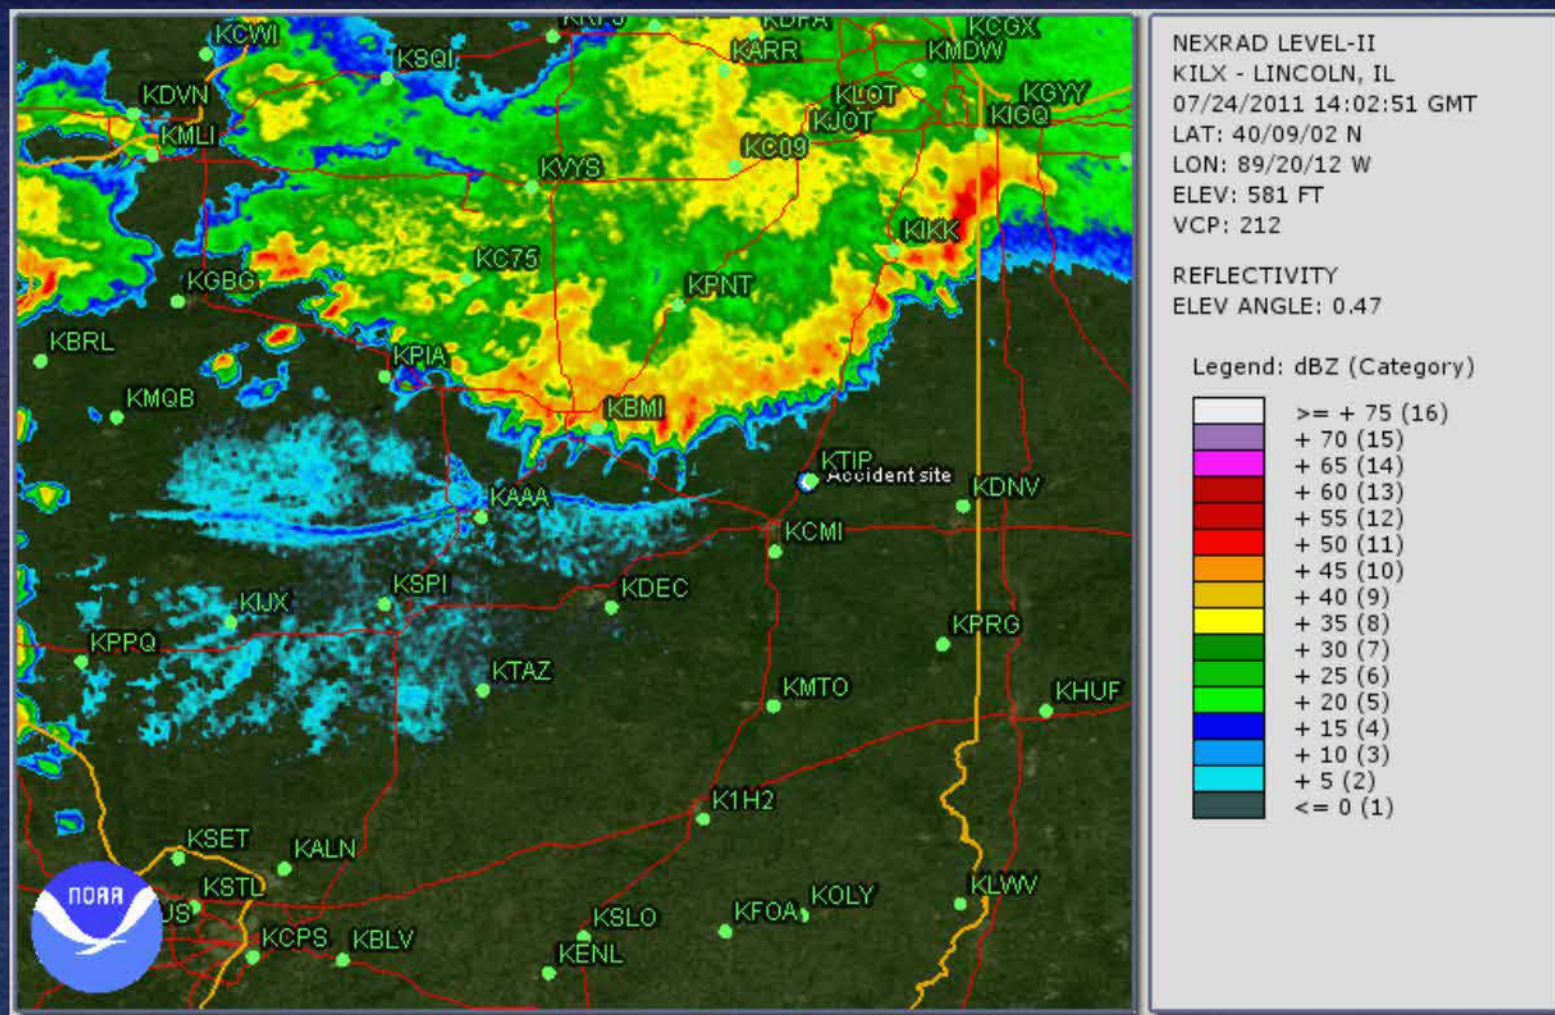 KCWI
KRPJ
KDPA
KCGX
KSQI
KARR
KMDW
KDVN
KLOT
KGYY
KMLI
KJOT
KIGQ
KVYS
KC09
KIKK
KC75
KGBG
KPNT
KBRL
KPIA
KMQB
KBMI
KTIP
Accident site
KAAA
KDNV
KCMI
KIJX
KSPI
KDEC
KPPQ
KPRG
KTAZ
KMTO
KHUF
K1H2
KSET
KALN
NOAA
KSTL
US
KSLO
KFOA
KOLY
KLWV
KCPS
KBLV
KENL
NEXRAD LEVEL-II
KILX - LINCOLN, IL
07/24/2011 14:02:51 GMT
LAT: 40/09/02 N
LON: 89/20/12 W
ELEV: 581 FT
VCP: 212
REFLECTIVITY
ELEV ANGLE: 0.47
Legend: dBZ (Category)
>= + 75 (16)
+ 70 (15)
+ 65 (14)
+ 60 (13)
+ 55 (12)
+ 50 (11)
+ 45 (10)
+ 40 (9)
+ 35 (8)
+ 30 (7)
+ 25 (6)
+ 20 (5)
+ 15 (4)
+ 10 (3)
+ 5 (2)
<= 0 (1)